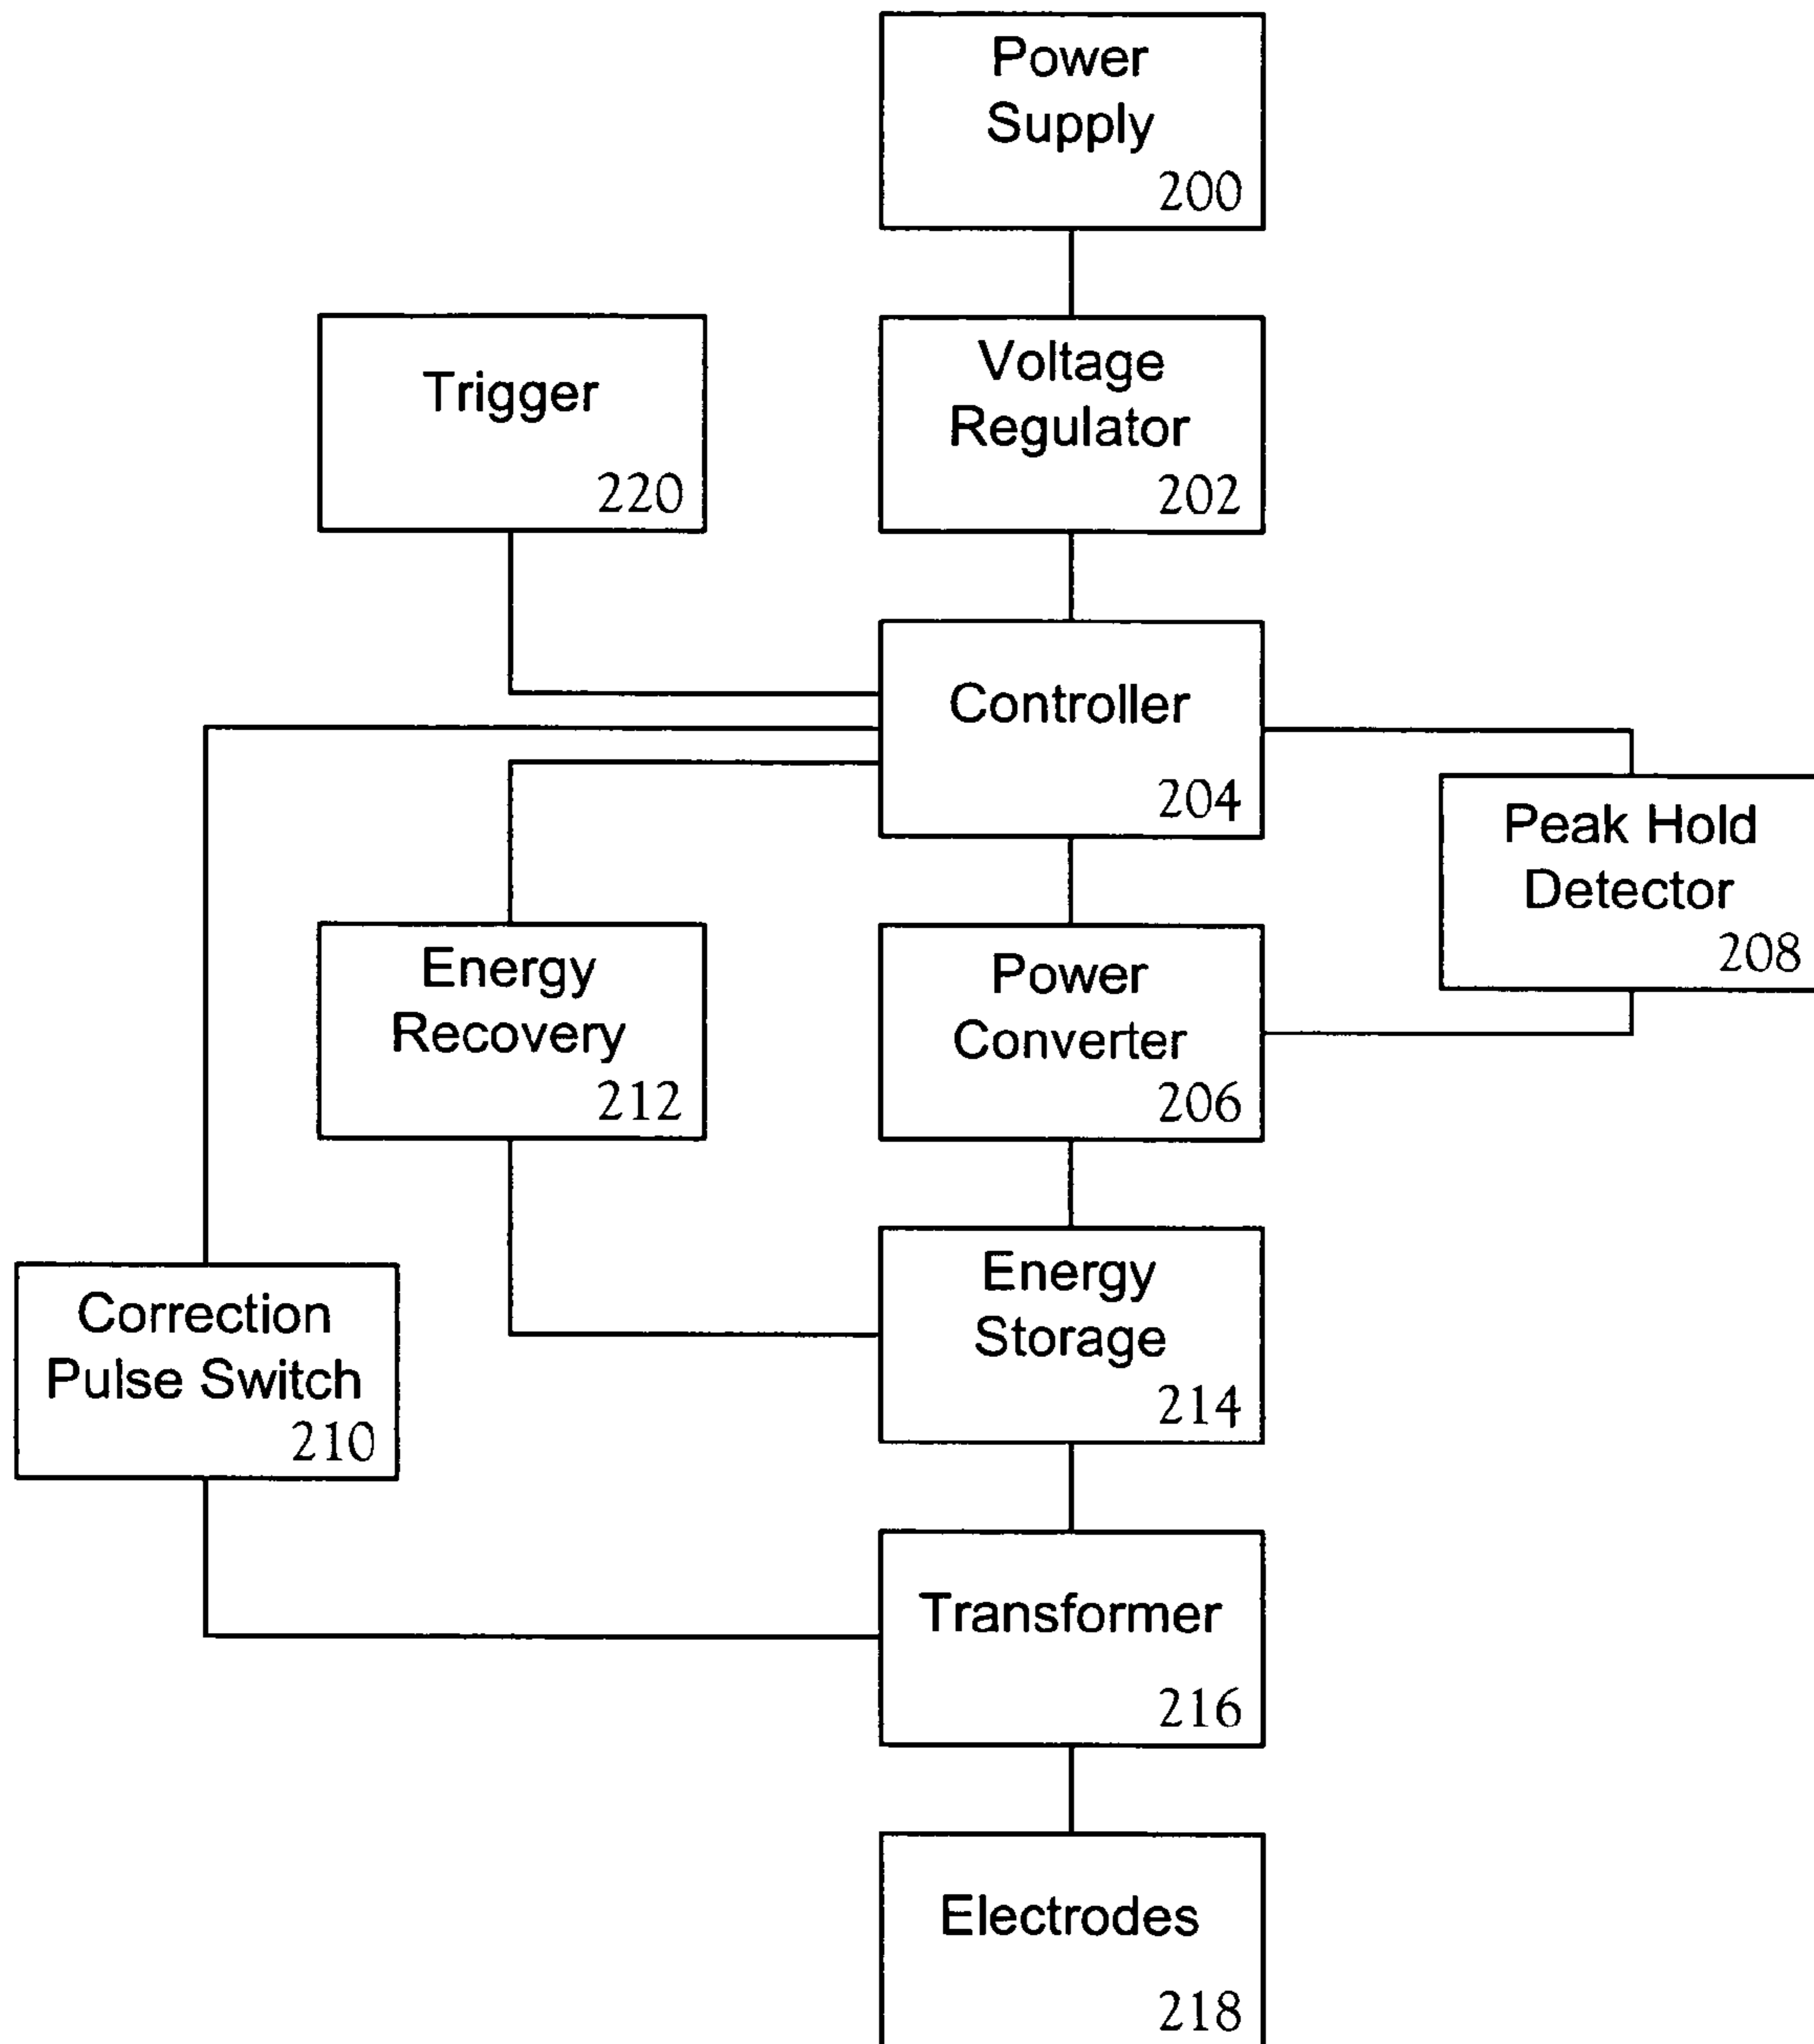 Power
Supply
200
Trigger
220
Voltage
Regulator
202
Controller
204
Peak Hold
Detector
208
Energy
Recovery
212
Power
Converter
206
Correction
Pulse Switch
210
Energy
Storage
214
Transformer
216
Electrodes
218